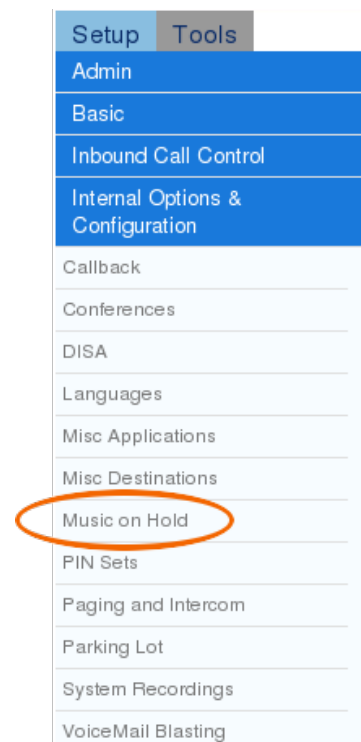 Setup Tools
Admin
Basic
Inbound Call Control
Internal Options &
Configuration
Callback
Conferences
DISA
Languages
Misc Applications
Misc Destinations
Music on Hold
PIN Sets
Paging and Intercom
Parking Lot
System Recordings
VoiceMail Blasting